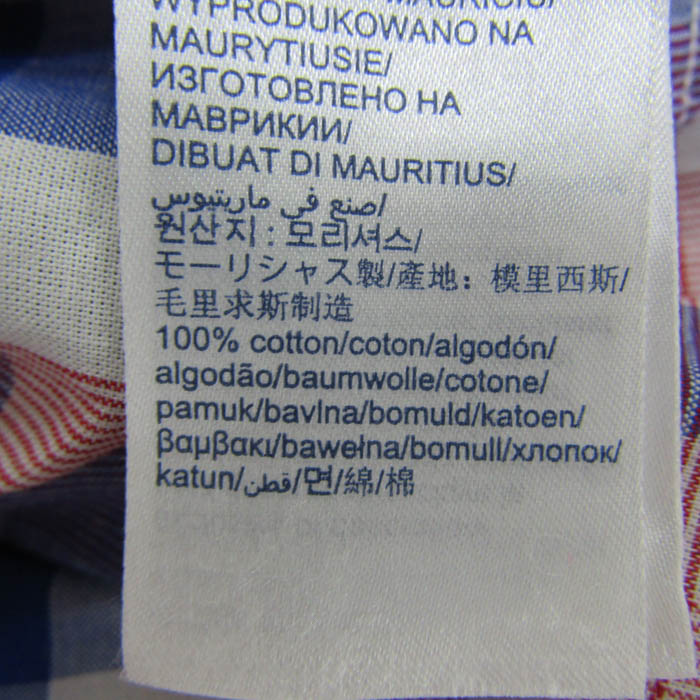 WYPRODUKOWANO NA
MAURYTIUSIE/
ИЗГОТОВЛЕНО НА
МАВРИКИИ/
DIBUAT DI MAURITIUS/
صنع في ماريتيوس/
원산지 : 모리셔스/
モーリシャス製/產地：模里西斯/
毛里求斯制造
100% cotton/coton/algodón/
algodão/baumwolle/cotone/
pamuk/bavlna/bomuld/katoen/
βαμβακι/bawełna/bomull/хлопок/
katun/قطن/면/綿/棉